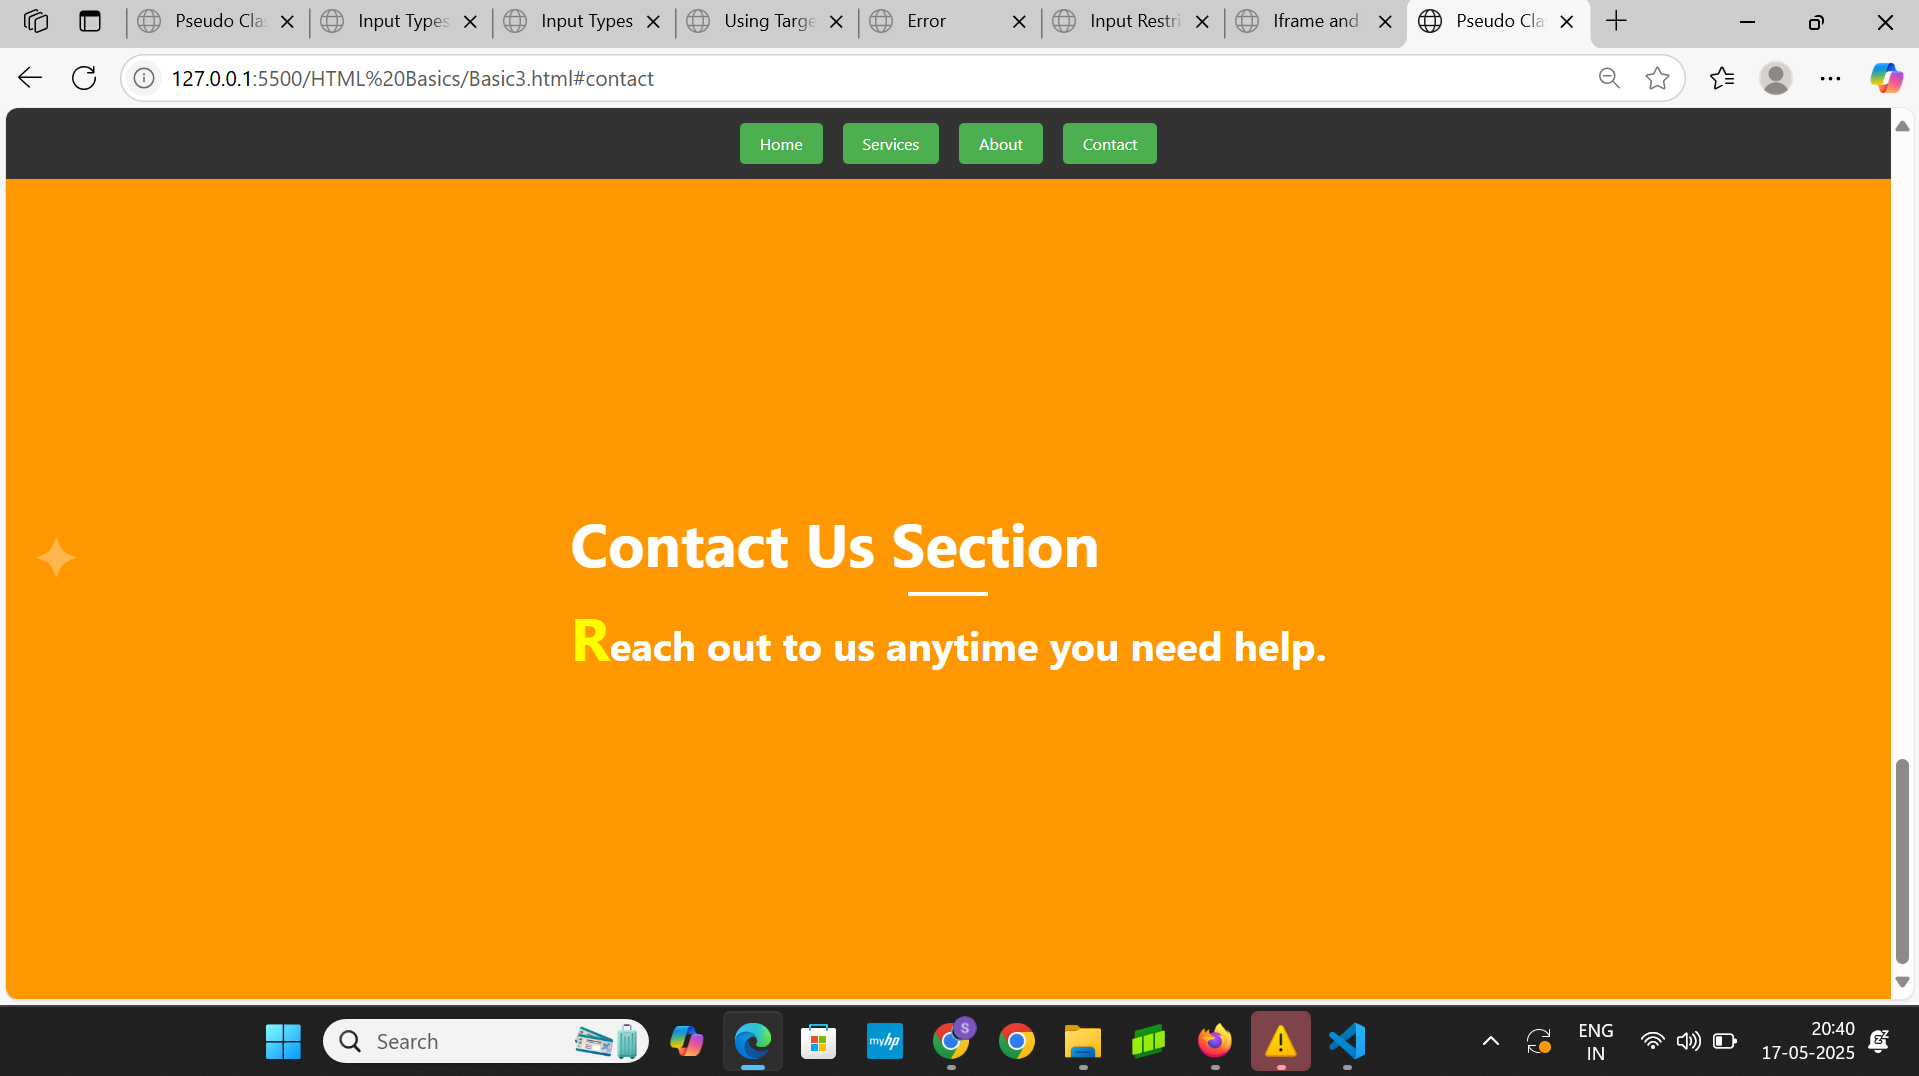 Pseudo Cla
Input Types
Input Types
Using Targe
Error
Input Restri
Iframe and
Pseudo Cla
127.0.0.1:5500/HTML%20Basics/Basic3.html#contact
Home
Services
About
Contact
Contact Us Section
Reach out to us anytime you need help.
Search
myhp
S
ENG
IN
20:40
17-05-2025